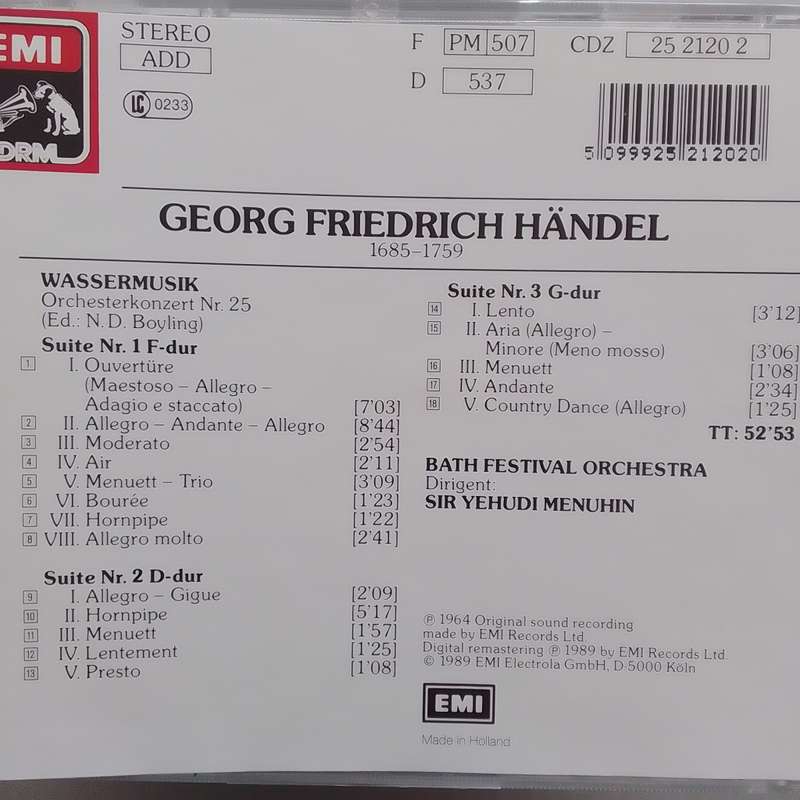 EMI
DRM
STEREO
ADD
LC 0233
F PM 507
D 537
CDZ 25 2120 2
5 099925 212020
GEORG FRIEDRICH HÄNDEL
1685–1759
WASSERMUSIK
Orchesterkonzert Nr. 25
(Ed.: N. D. Boyling)
Suite Nr. 1 F-dur
1 I. Ouvertüre
(Maestoso – Allegro –
Adagio e staccato) [7'03]
2 II. Allegro – Andante – Allegro [8'44]
3 III. Moderato [2'54]
4 IV. Air [2'11]
5 V. Menuett – Trio [3'09]
6 VI. Bourée [1'23]
7 VII. Hornpipe [1'22]
8 VIII. Allegro molto [2'41]
Suite Nr. 2 D-dur
9 I. Allegro – Gigue [2'09]
10 II. Hornpipe [5'17]
11 III. Menuett [1'57]
12 IV. Lentement [1'25]
13 V. Presto [1'08]
Suite Nr. 3 G-dur
14 I. Lento [3'12]
15 II. Aria (Allegro) –
Minore (Meno mosso) [3'06]
16 III. Menuett [1'08]
17 IV. Andante [2'34]
18 V. Country Dance (Allegro) [1'25]
TT: 52'53
BATH FESTIVAL ORCHESTRA
Dirigent:
SIR YEHUDI MENUHIN
℗ 1964 Original sound recording
made by EMI Records Ltd.
Digital remastering ℗ 1989 by EMI Records Ltd.
© 1989 EMI Electrola GmbH, D-5000 Köln
EMI
Made in Holland